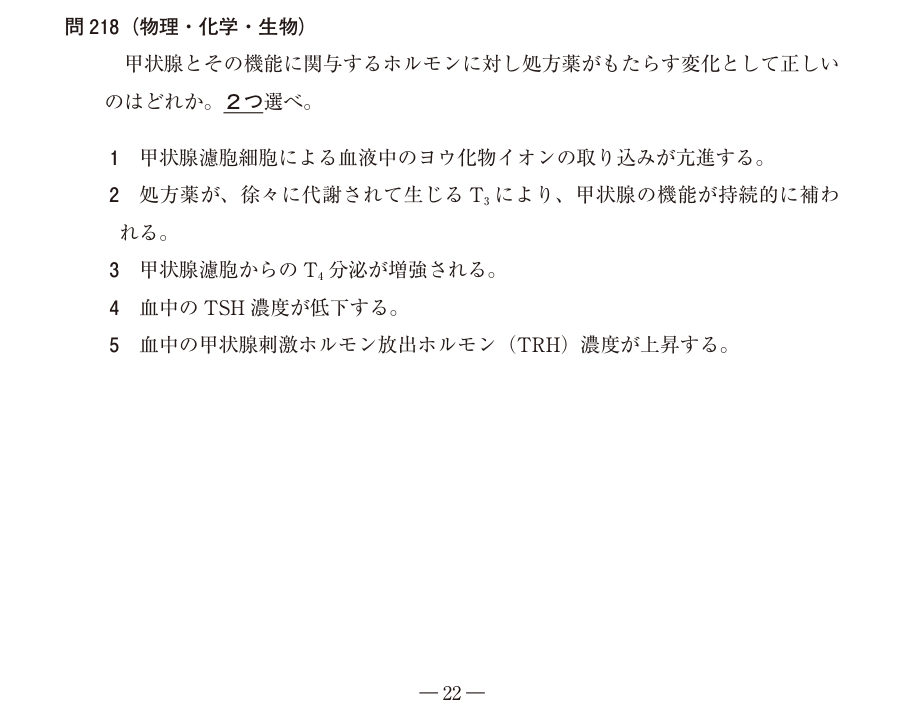 問 218（物理・化学・生物）
甲状腺とその機能に関与するホルモンに対し処方薬がもたらす変化として正しい
のはどれか。２つ選べ。
1　甲状腺濾胞細胞による血液中のヨウ化物イオンの取り込みが亢進する。
2　処方薬が、徐々に代謝されて生じる T₃ により、甲状腺の機能が持続的に補わ
れる。
3　甲状腺濾胞からの T₄ 分泌が増強される。
4　血中の TSH 濃度が低下する。
5　血中の甲状腺刺激ホルモン放出ホルモン（TRH）濃度が上昇する。
― 22 ―